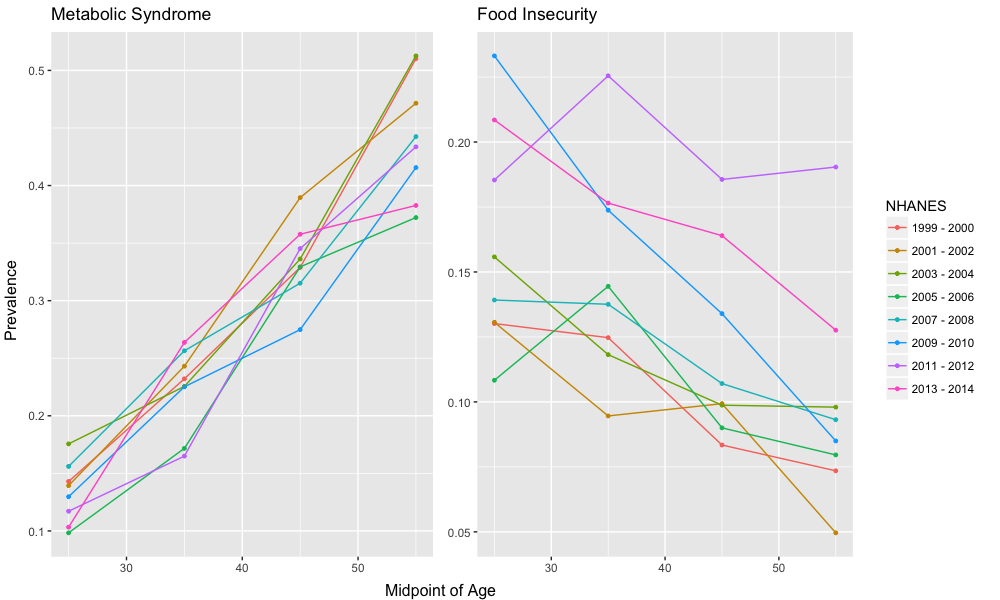 Metabolic Syndrome
Food Insecurity
Prevalence
0.5
0.4
0.3
0.2
0.1
30 40 50
0.20
0.15
0.10
0.05
30 40 50
Midpoint of Age
NHANES
1999 - 2000
2001 - 2002
2003 - 2004
2005 - 2006
2007 - 2008
2009 - 2010
2011 - 2012
2013 - 2014